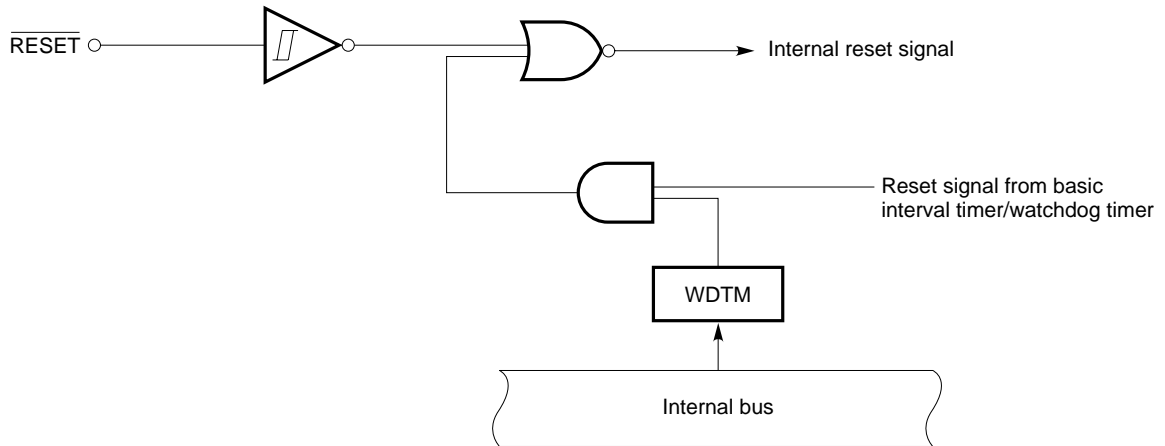 RESET
Internal reset signal
Reset signal from basic
interval timer/watchdog timer
WDTM
Internal bus